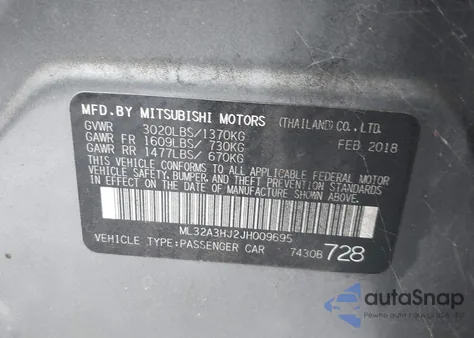 MFD.BY MITSUBISHI MOTORS (THAILAND) CO., LTD.
GVWR 3020LBS/1370KG FEB 2018
GAWR FR 1609LBS/ 730KG
GAWR RR 1477LBS/ 670KG
THIS VEHICLE CONFORMS TO ALL APPLICABLE FEDERAL MOTOR
VEHICLE SAFETY, BUMPER, AND THEFT PREVENTION STANDARDS
IN EFFECT ON THE DATE OF MANUFACTURE SHOWN ABOVE.
ML32A3HJ2JH009695
VEHICLE TYPE:PASSENGER CAR 7430B 728
autoSnap